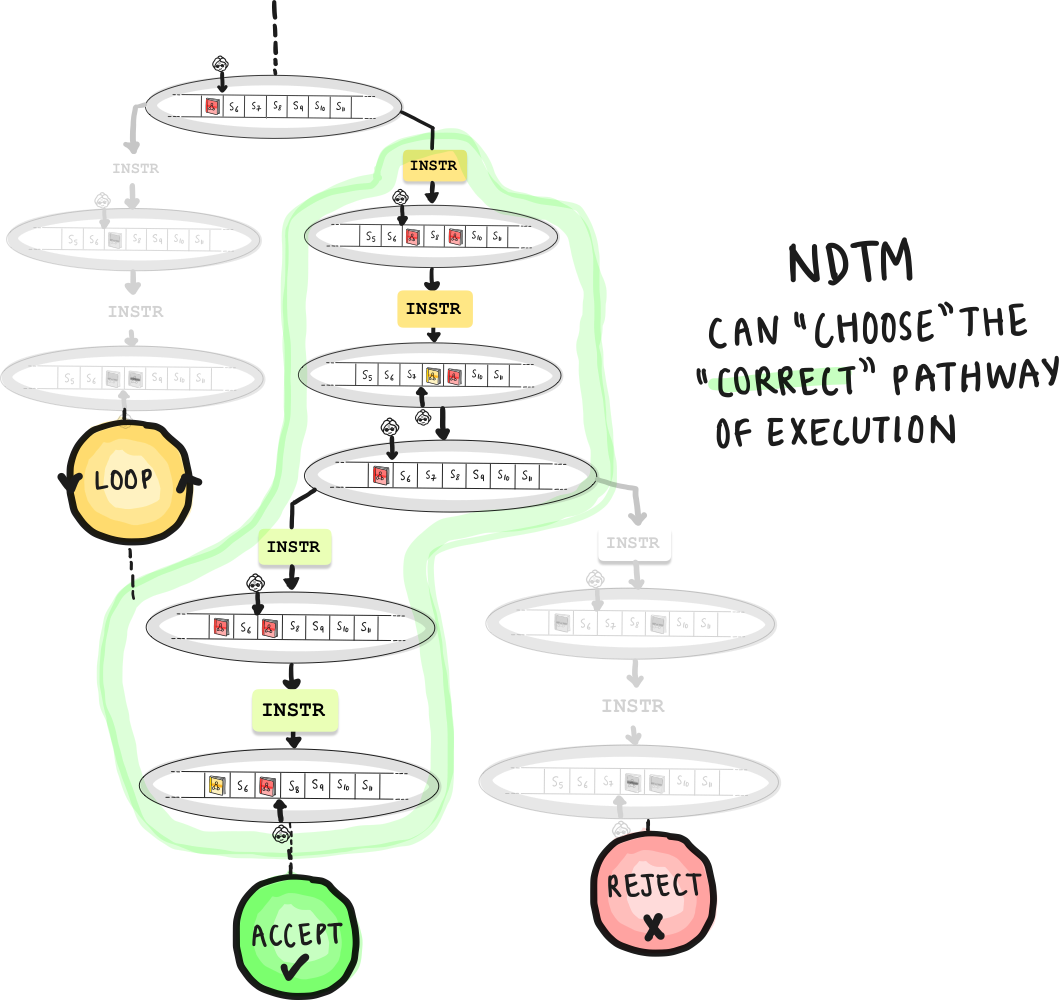 A S₆ S₇ S₈ S₉ S₁₀ S₁₁
INSTR
INSTR
S₅ S₆ A S₈ A S₁₀ S₁₁
S₅ S₆ S₈ S₉ S₁₀ S₁₁
NDTM
CAN "CHOOSE" THE
"CORRECT" PATHWAY
OF EXECUTION
INSTR
INSTR
S₅ S₆ S₇ A A S₁₀ S₁₁
S₅ S₆ S₉ S₁₀ S₁₁
LOOP
A S₆ S₇ S₈ S₉ S₁₀ S₁₁
INSTR
INSTR
A S₆ A S₈ S₉ S₁₀ S₁₁
S₆ S₇ S₈ S₁₀ S₁₁
INSTR
INSTR
A S₆ A S₈ S₉ S₁₀ S₁₁
S₅ S₆ S₁₀ S₁₁
ACCEPT
REJECT
X